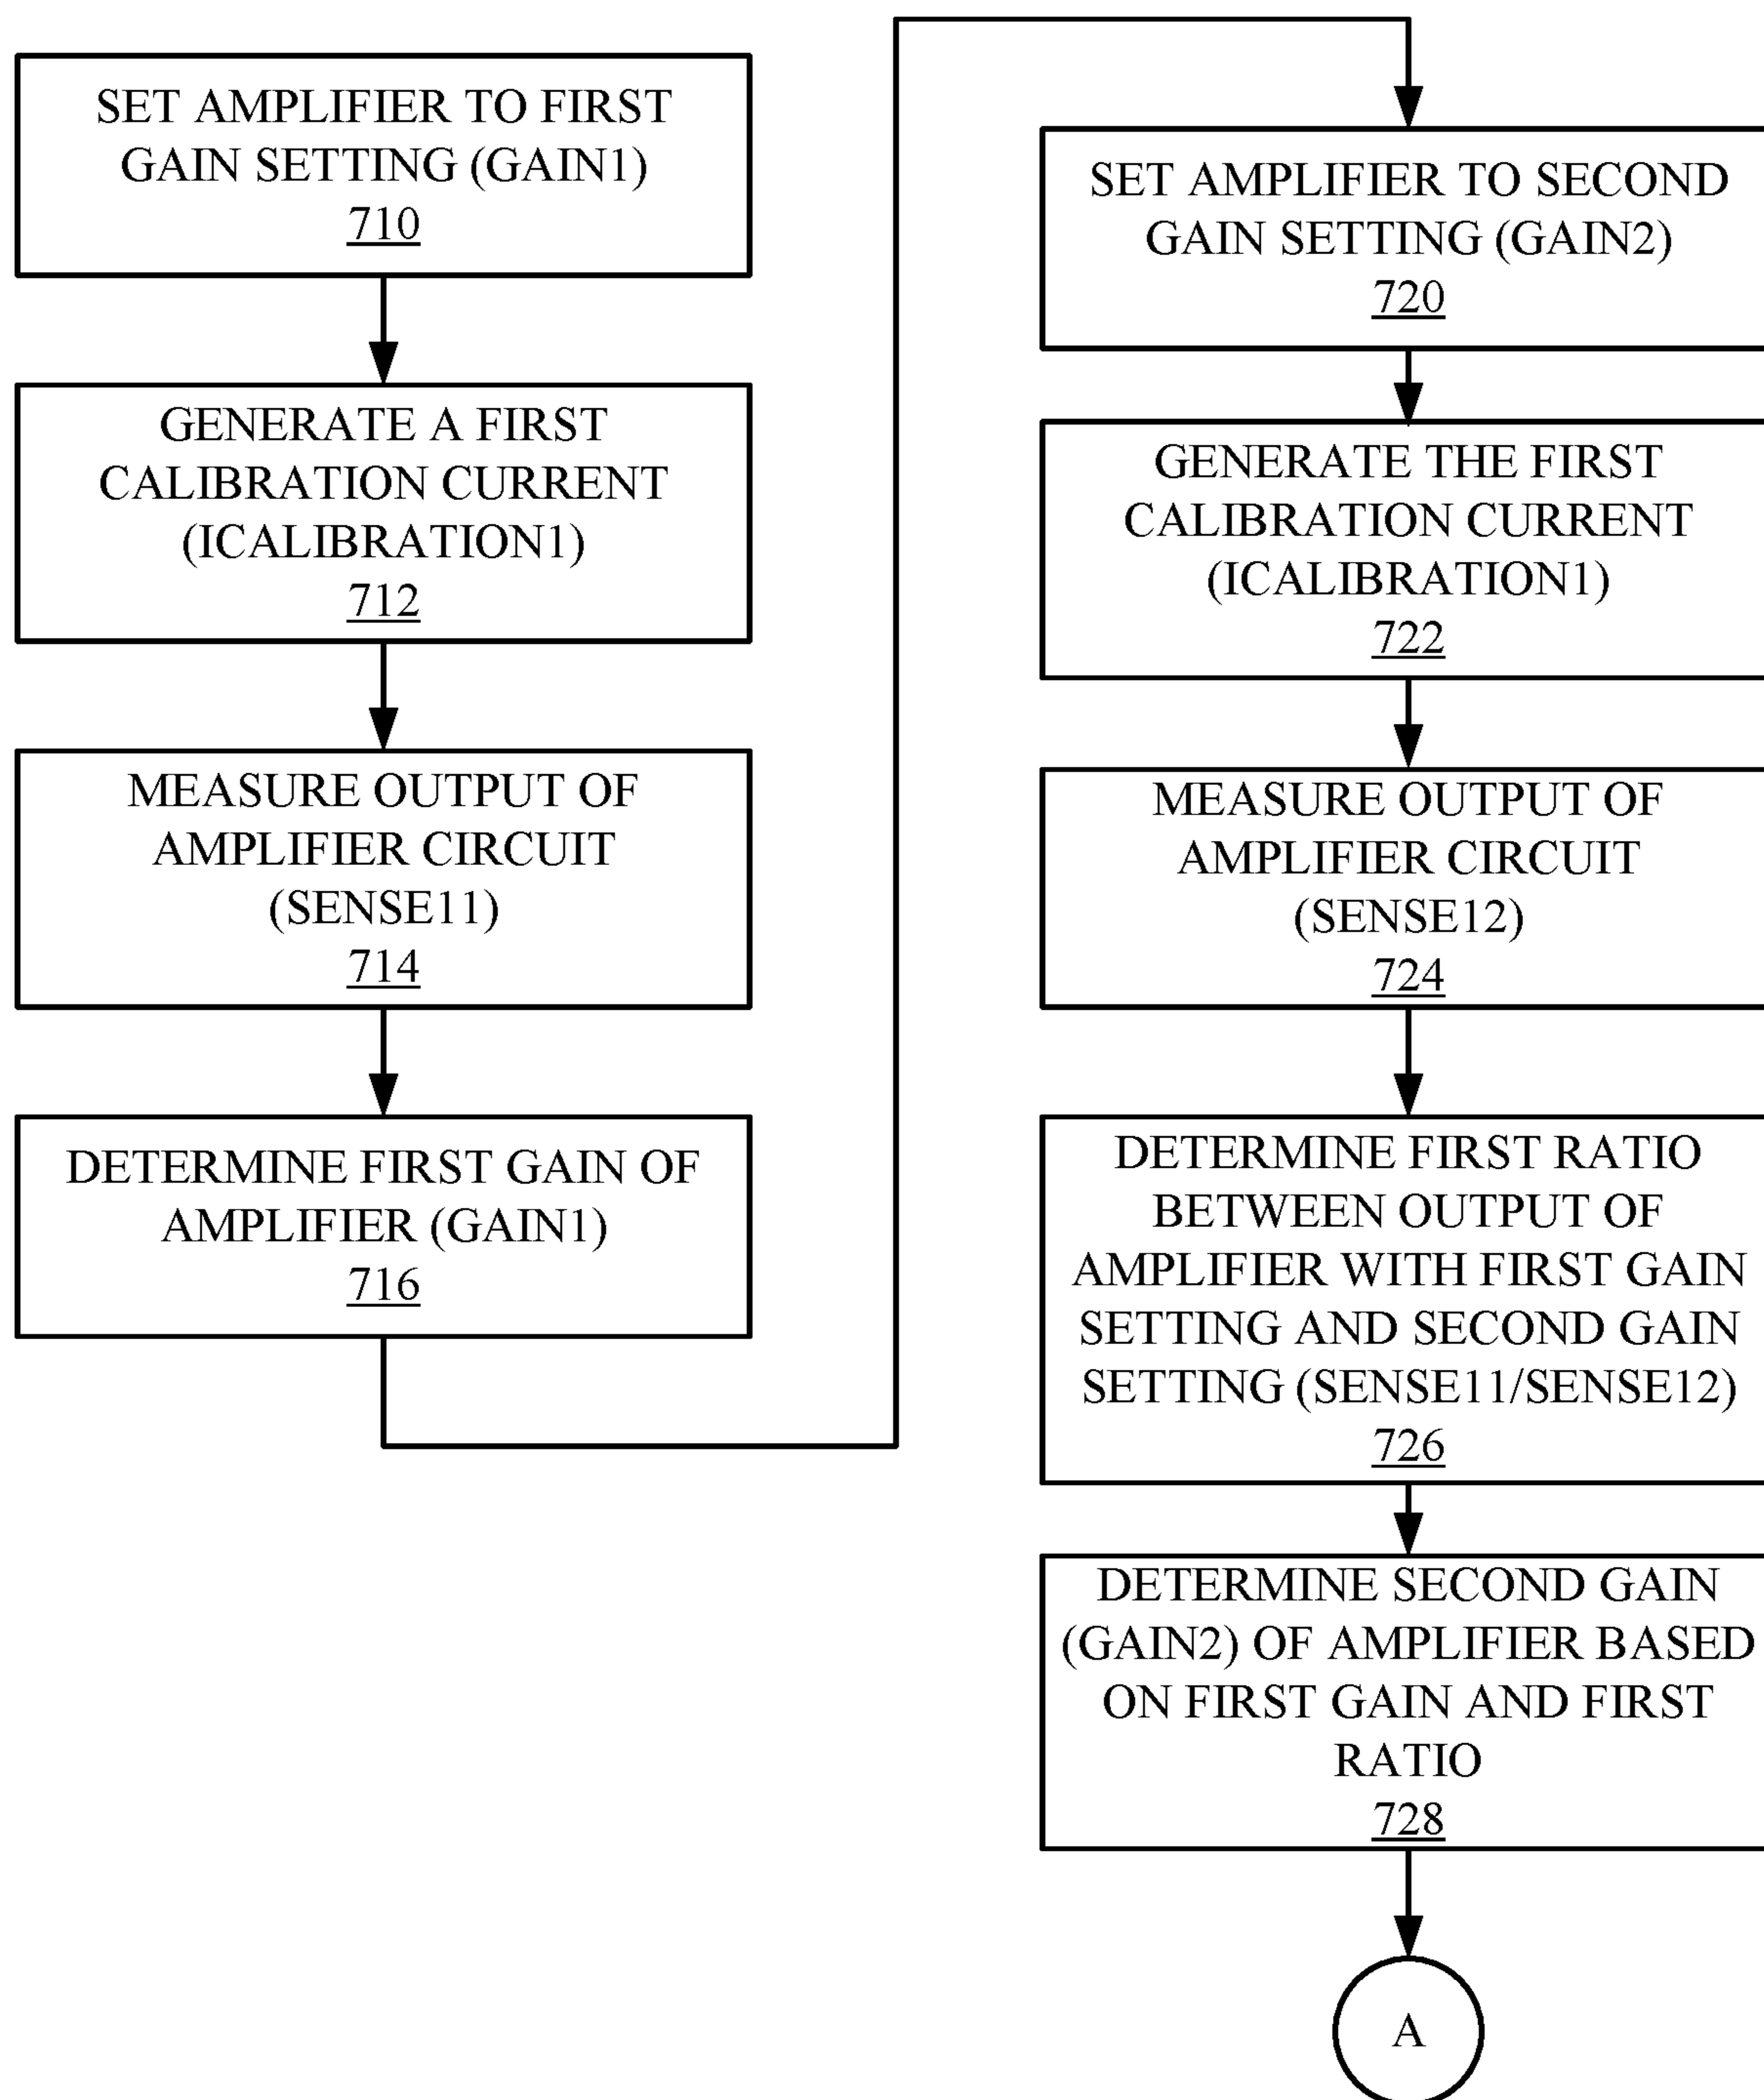 SET AMPLIFIER TO FIRST
GAIN SETTING (GAIN1)
710
GENERATE A FIRST
CALIBRATION CURRENT
(ICALIBRATION1)
712
MEASURE OUTPUT OF
AMPLIFIER CIRCUIT
(SENSE11)
714
DETERMINE FIRST GAIN OF
AMPLIFIER (GAIN1)
716
SET AMPLIFIER TO SECOND
GAIN SETTING (GAIN2)
720
GENERATE THE FIRST
CALIBRATION CURRENT
(ICALIBRATION1)
722
MEASURE OUTPUT OF
AMPLIFIER CIRCUIT
(SENSE12)
724
DETERMINE FIRST RATIO
BETWEEN OUTPUT OF
AMPLIFIER WITH FIRST GAIN
SETTING AND SECOND GAIN
SETTING (SENSE11/SENSE12)
726
DETERMINE SECOND GAIN
(GAIN2) OF AMPLIFIER BASED
ON FIRST GAIN AND FIRST
RATIO
728
A